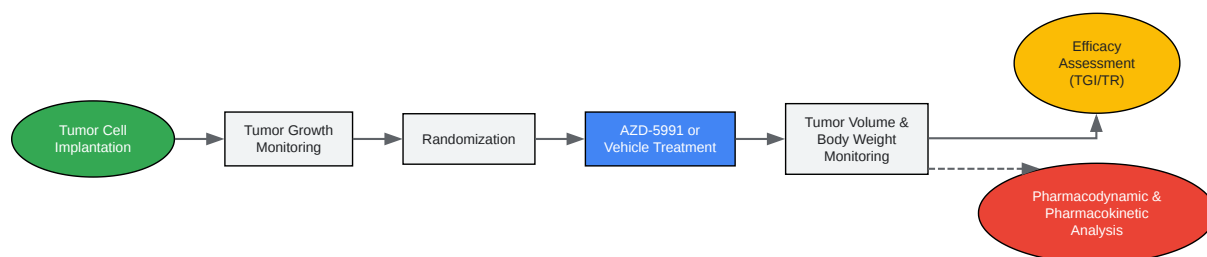 Tumor Cell
Implantation
Tumor Growth
Monitoring
Randomization
AZD-5991 or
Vehicle Treatment
Tumor Volume &
Body Weight
Monitoring
Efficacy
Assessment
(TGI/TR)
Pharmacodynamic &
Pharmacokinetic
Analysis